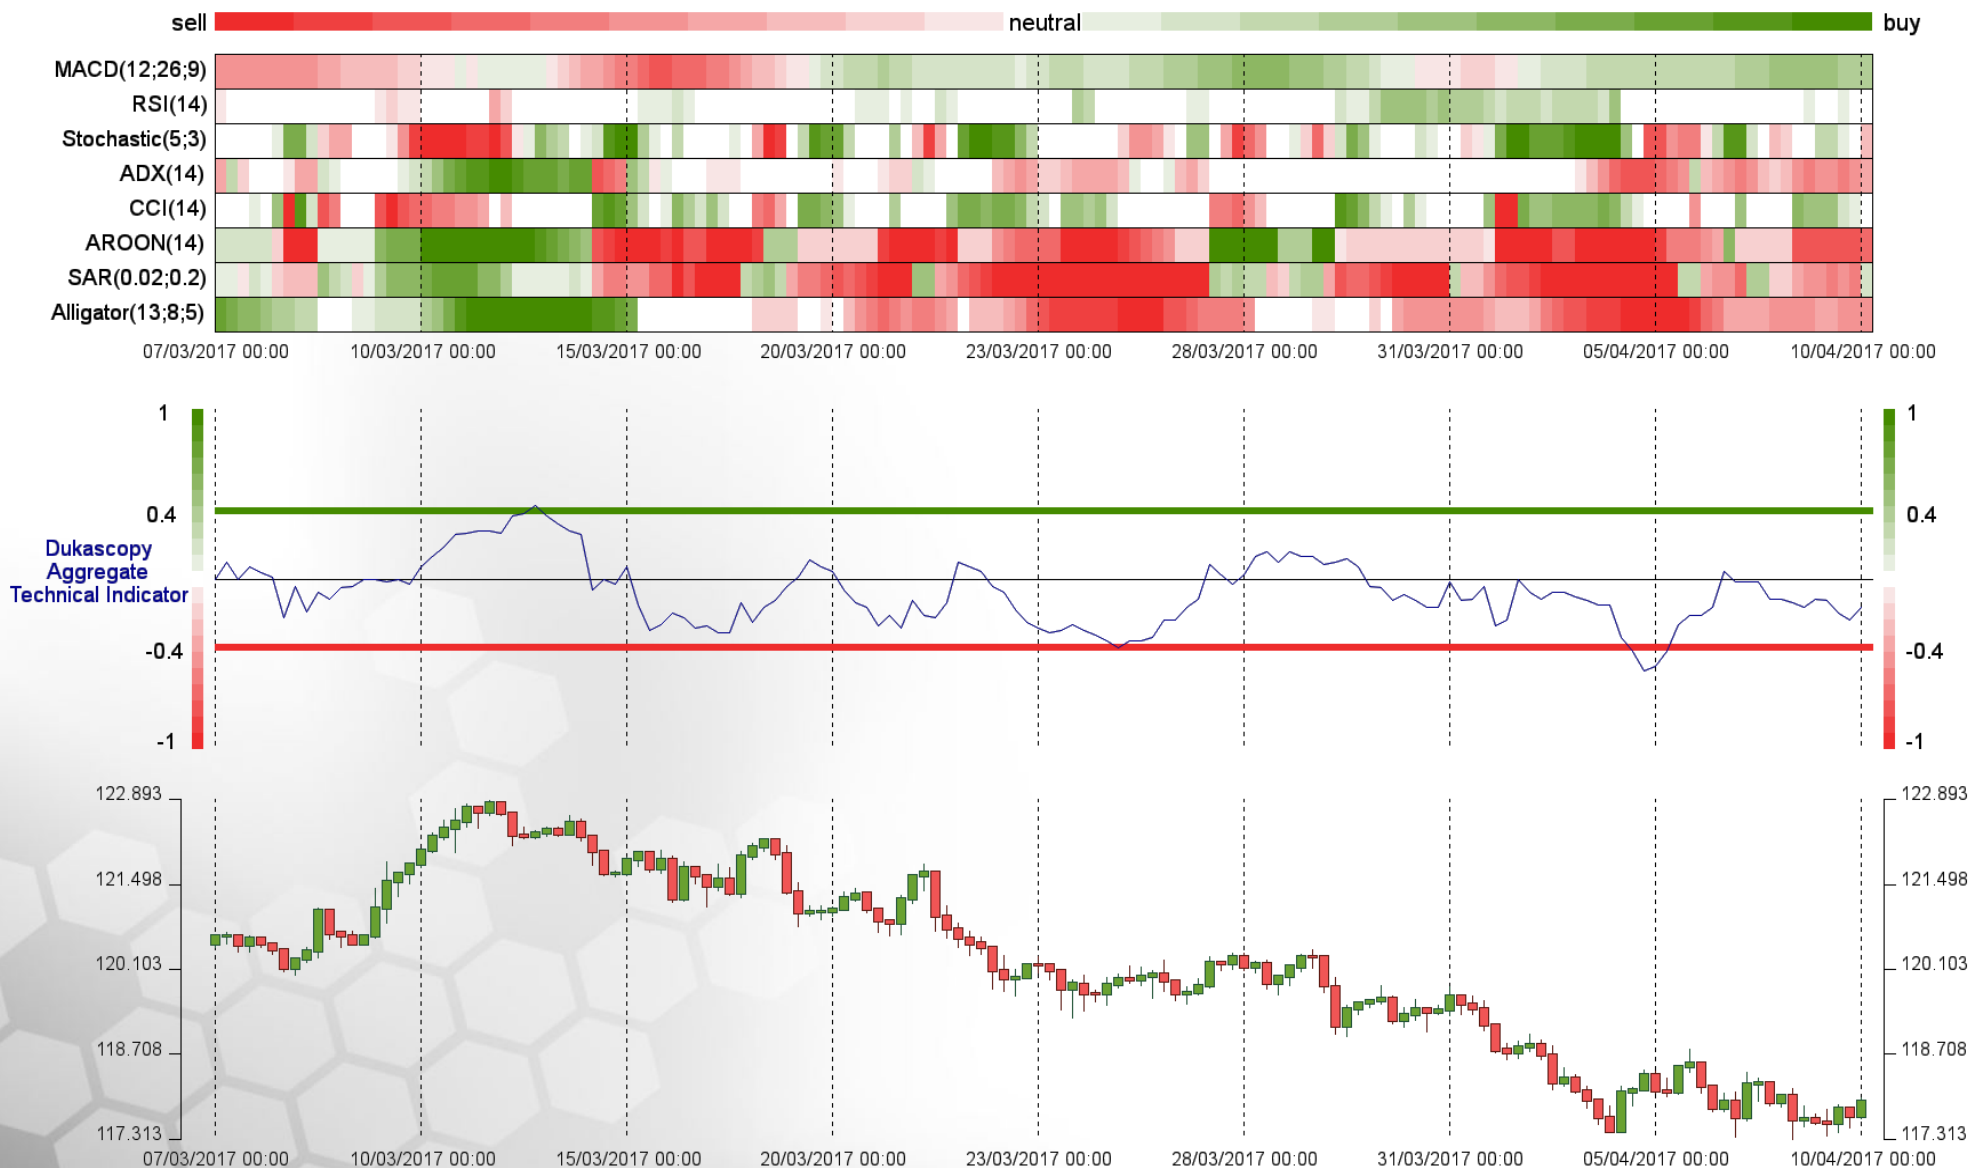 sell neutral buy
MACD(12;26;9)
RSI(14)
Stochastic(5;3)
ADX(14)
CCI(14)
AROON(14)
SAR(0.02;0.2)
Alligator(13;8;5)
07/03/2017 00:00 10/03/2017 00:00 15/03/2017 00:00 20/03/2017 00:00 23/03/2017 00:00 28/03/2017 00:00 31/03/2017 00:00 05/04/2017 00:00 10/04/2017 00:00
1 1
0.4 0.4
Dukascopy
Aggregate
Technical Indicator
-0.4 -0.4
-1 -1
122.893 122.893
121.498 121.498
120.103 120.103
118.708 118.708
117.313 117.313
07/03/2017 00:00 10/03/2017 00:00 15/03/2017 00:00 20/03/2017 00:00 23/03/2017 00:00 28/03/2017 00:00 31/03/2017 00:00 05/04/2017 00:00 10/04/2017 00:00